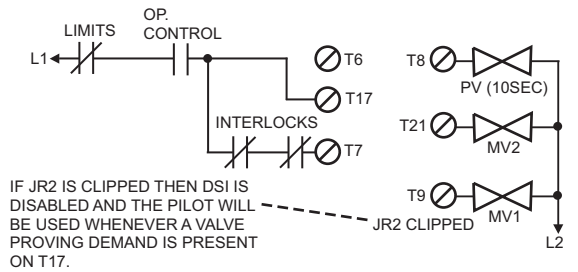 LIMITS
OP.
CONTROL
L1
T6
T17
INTERLOCKS
T7
T8
PV (10SEC)
T21
MV2
T9
MV1
L2
JR2 CLIPPED
IF JR2 IS CLIPPED THEN DSI IS
DISABLED AND THE PILOT WILL
BE USED WHENEVER A VALVE
PROVING DEMAND IS PRESENT
ON T17.